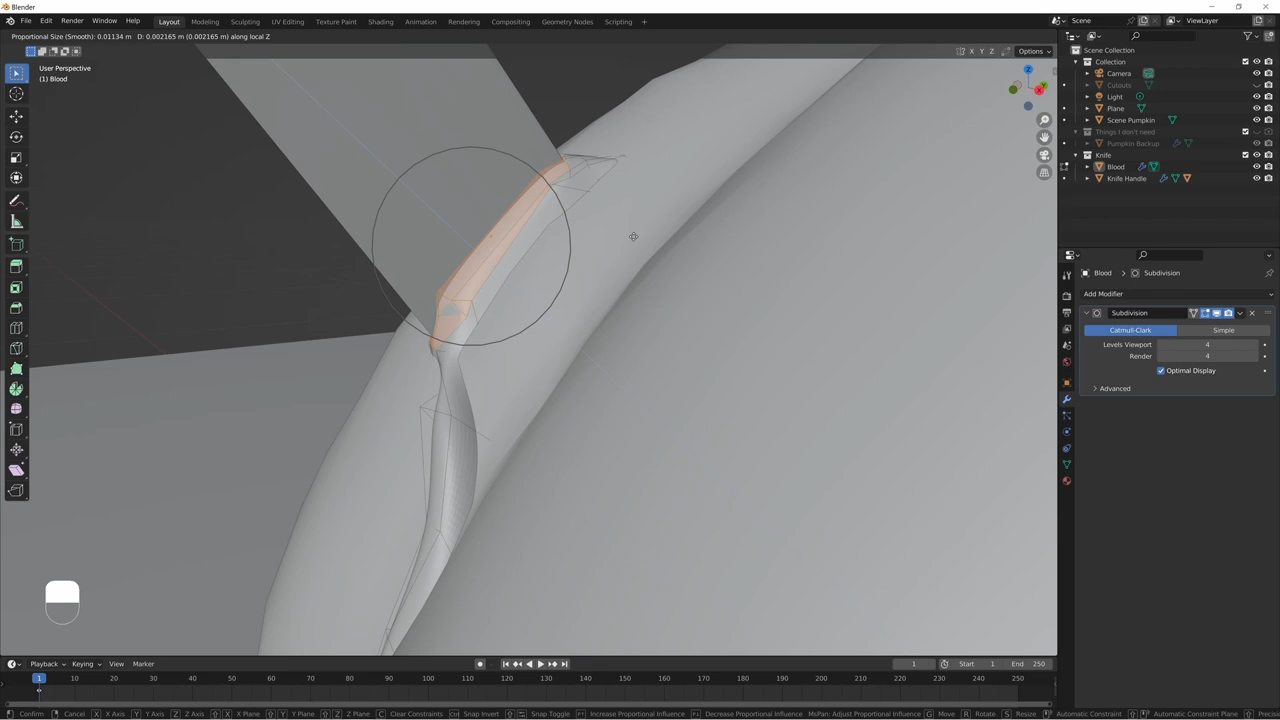 Blender
File Edit Render Window Help
Layout Modeling Sculpting UV Editing Texture Paint Shading Animation Rendering Compositing Geometry Nodes Scripting +
Scene
ViewLayer
Proportional Size (Smooth): 0.01134 m D: 0.002165 m (0.002165 m) along local Z
X Y Z
Options
User Perspective
(1) Blood
Z
Scene Collection
Collection
Camera
Cutouts
Light
Plane
Scene Pumpkin
Things I don't need
Pumpkin Backup
Knife
Blood
Knife Handle
Blood > Subdivision
Add Modifier
Subdivision
Catmull-Clark Simple
Levels Viewport 4
Render 4
Optimal Display
Advanced
Playback Keying View Marker
1 Start 1 End 250
1 10 20 30 40 50 60 70 80 90 100 110 120 130 140 150 160 170 180 190 200 210 220 230 240 250
Confirm Cancel X X Axis Y Y Axis Z Z Axis X X Plane Y Y Plane Z Z Plane C Clear Constraints Ctrl Snap Invert Snap Toggle Increase Proportional Influence Decrease Proportional Influence MsPan: Adjust Proportional Influence G Move R Rotate S Resize Automatic Constraint Automatic Constraint Plane